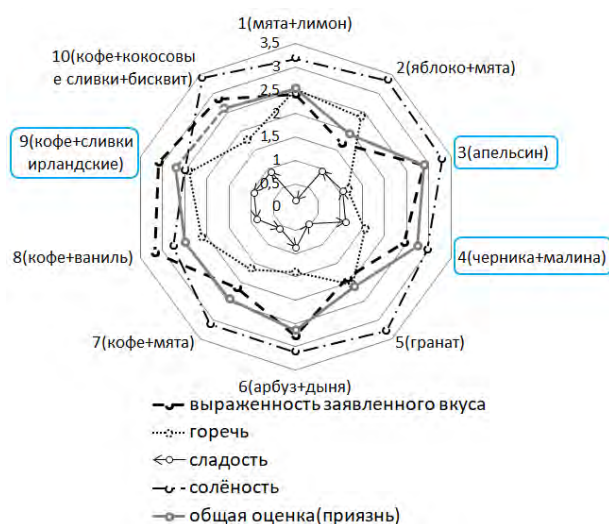 1(мята+лимон)
10(кофе+кокосовы
е сливки+бисквит)
2(яблоко+мята)
3,5
3
2,5
2
1,5
1
0,5
0
9(кофе+сливки
ирландские)
3(апельсин)
8(кофе+ваниль)
4(черника+малина)
7(кофе+мята)
5(гранат)
6(арбуз+дыня)
выраженность заявленного вкуса
горечь
сладость
солёность
общая оценка(приязнь)